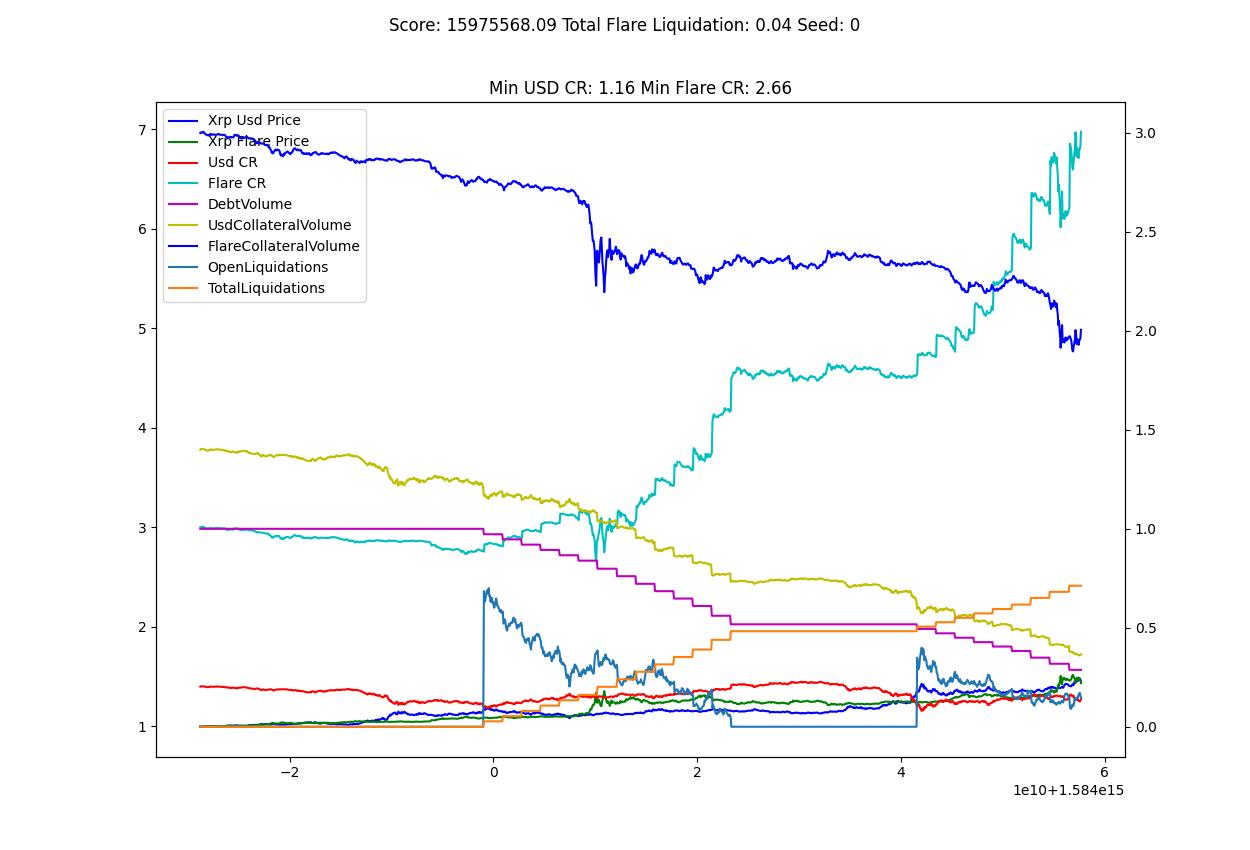 Score: 15975568.09 Total Flare Liquidation: 0.04 Seed: 0
Min USD CR: 1.16 Min Flare CR: 2.66
Xrp Usd Price
Xrp Flare Price
Usd CR
Flare CR
DebtVolume
UsdCollateralVolume
FlareCollateralVolume
OpenLiquidations
TotalLiquidations
7
6
5
4
3
2
1
3.0
2.5
2.0
1.5
1.0
0.5
0.0
−2
0
2
4
6
1e10+1.584e15